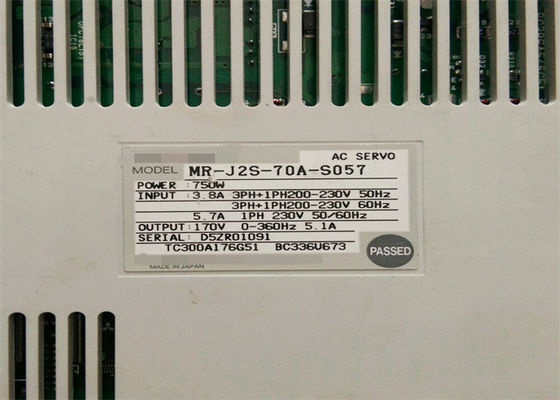 AC SERVO
MODEL MR-J2S-70A-S057
POWER : 750W
INPUT : 3.8A 3PH+1PH200-230V 50Hz
3PH+1PH200-230V 60Hz
5.7A 1PH 230V 50/60Hz
OUTPUT: 170V 0-360Hz 5.1A
SERIAL: D5ZR01091
TC300A176G51 BC336U673
PASSED
MADE IN JAPAN